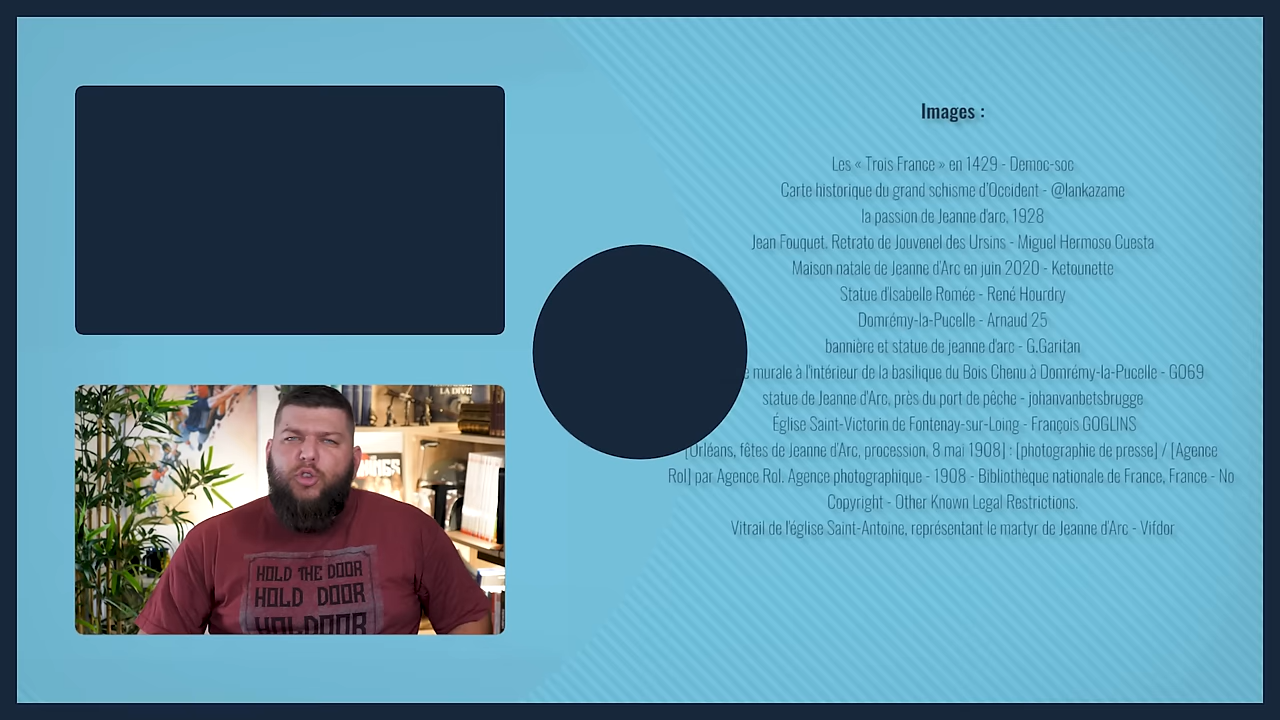 Images :
Les « Trois France » en 1429 - Democ-soc
Carte historique du grand schisme d'Occident - @lankazame
la passion de Jeanne d'arc, 1928
Jean Fouquet. Retrato de Jouvenel des Ursins - Miguel Hermoso Cuesta
Maison natale de Jeanne d'Arc en juin 2020 - Ketounette
Statue d'Isabelle Romée - René Hourdry
Domrémy-la-Pucelle - Arnaud 25
bannière et statue de jeanne d'arc - G.Garitan
murale à l'intérieur de la basilique du Bois Chenu à Domrémy-la-Pucelle - GO69
statue de Jeanne d'Arc, près du port de pêche - johanvanbetsbrugge
Église Saint-Victorin de Fontenay-sur-Loing - François GOGLINS
[Orléans, fêtes de Jeanne d'Arc, procession, 8 mai 1908] : [photographie de presse] / [Agence
Rol] par Agence Rol. Agence photographique - 1908 - Bibliothèque nationale de France, France - No
Copyright - Other Known Legal Restrictions.
Vitrail de l'église Saint-Antoine, représentant le martyr de Jeanne d'Arc - Vifdor
LA DIVI
HOLD THE DOOR
HOLD DOOR
HOLDOOR